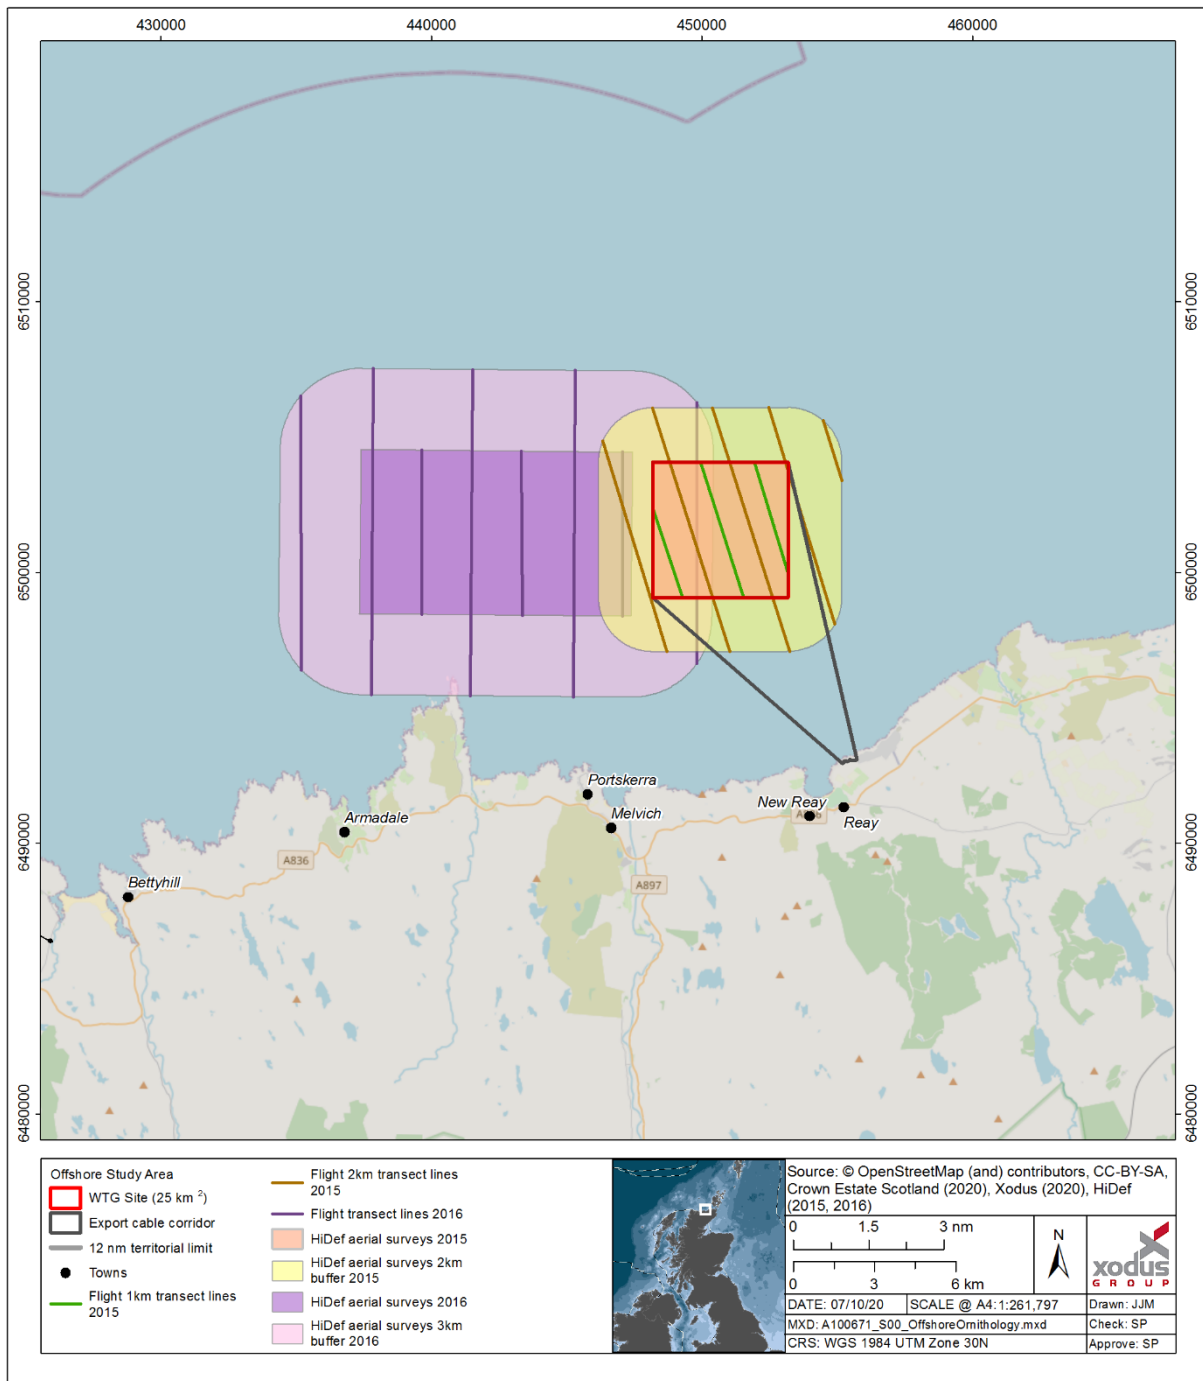 430000
440000
450000
460000
6510000
6510000
6500000
6500000
6490000
6490000
6480000
6480000
Portskerra
Melvich
New Reay
Reay
Armadale
Bettyhill
A836
A897
Offshore Study Area
WTG Site (25 km ²)
Export cable corridor
12 nm territorial limit
Towns
Flight 1km transect lines
2015
Flight 2km transect lines
2015
Flight transect lines 2016
HiDef aerial surveys 2015
HiDef aerial surveys 2km
buffer 2015
HiDef aerial surveys 2016
HiDef aerial surveys 3km
buffer 2016
Source: © OpenStreetMap (and) contributors, CC-BY-SA,
Crown Estate Scotland (2020), Xodus (2020), HiDef
(2015, 2016)
0 1.5 3 nm
0 3 6 km
N
xodus
GROUP
DATE: 07/10/20
SCALE @ A4:1:261,797
Drawn: JJM
MXD: A100671_S00_OffshoreOrnithology.mxd
Check: SP
CRS: WGS 1984 UTM Zone 30N
Approve: SP